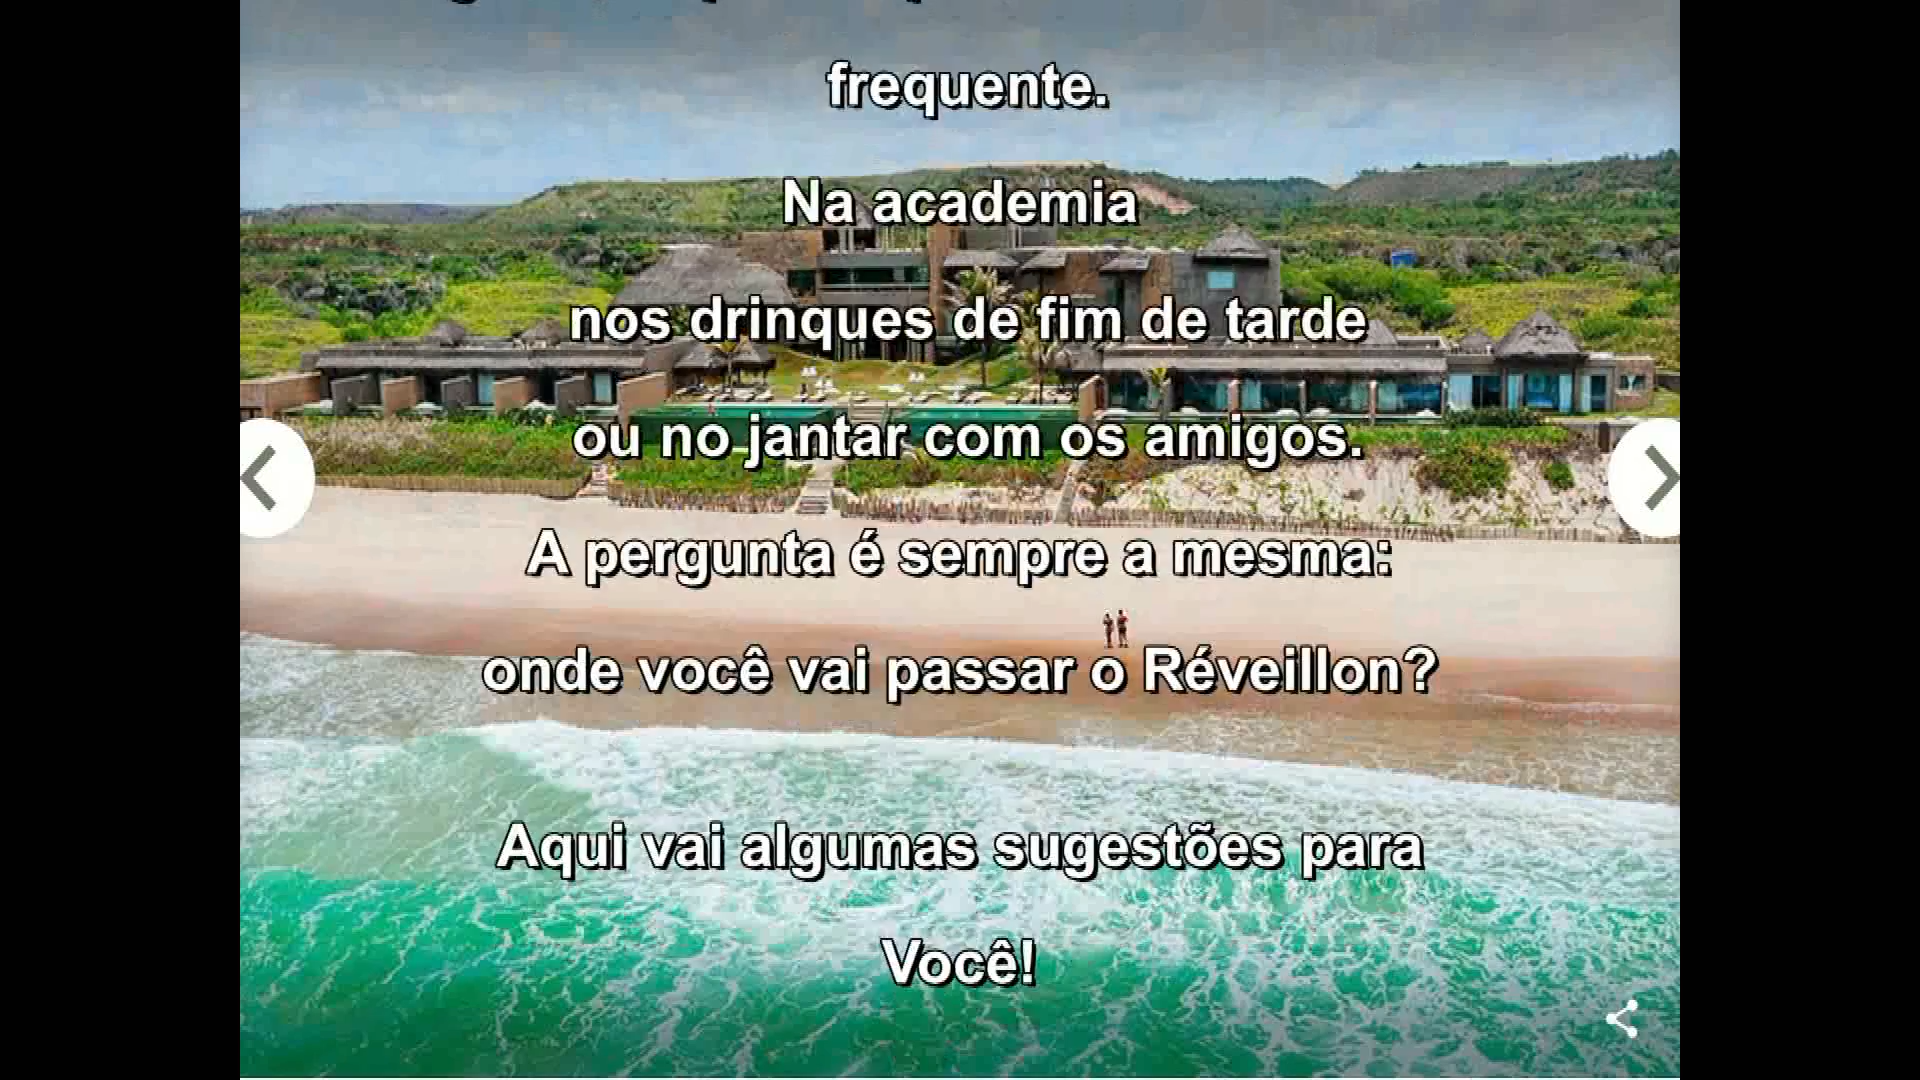 frequente.
Na academia
nos drinques de fim de tarde
ou no jantar com os amigos.
A pergunta é sempre a mesma:
onde você vai passar o Réveillon?
Aqui vai algumas sugestões para
Você!